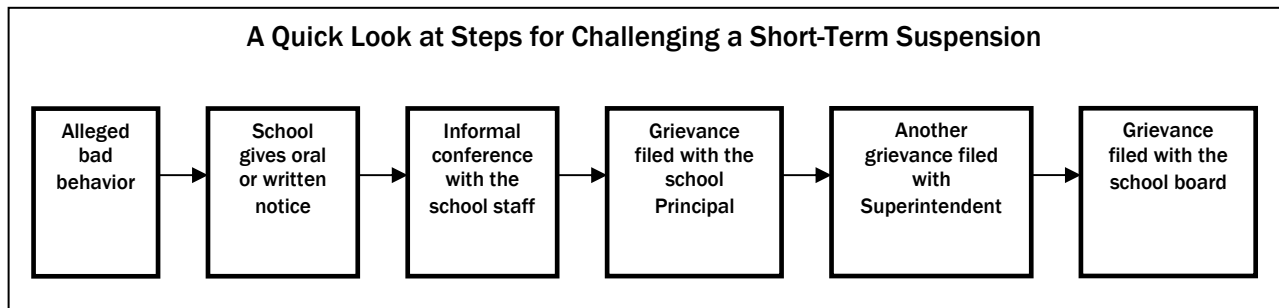 A Quick Look at Steps for Challenging a Short-Term Suspension
Alleged
bad
behavior
School
gives oral
or written
notice
Informal
conference
with the
school staff
Grievance
filed with the
school
Principal
Another
grievance filed
with
Superintendent
Grievance
filed with the
school board